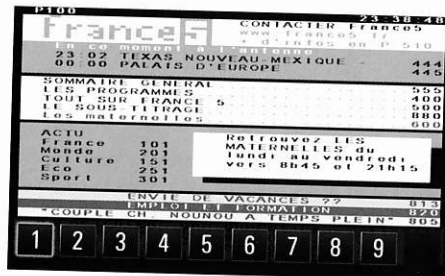 P100 23:38:48
France 5 CONTACTER France5
www france5 fr
+ d'infos en P 510
En ce moment à l'antenne
23:02 TEXAS NOUVEAU-MEXIQUE 444
00:00 PALAIS D'EUROPE 445
SOMMAIRE GENERAL 555
LES PROGRAMMES 400
TOUT SUR FRANCE 5 500
LE SOUS-TITRAGE 880
Les maternelles 600
ACTU
France 101
Monde 201
Culture 151
Eco 251
Sport 301
Retrouvez LES
MATERNELLES du
lundi au vendredi
vers 8h45 et 21h15
ENVIE DE VACANCES ?? 813
EMPLOI ET FORMATION 820
"COUPLE CH. NOUNOU A TEMPS PLEIN" 805
1 2 3 4 5 6 7 8 9